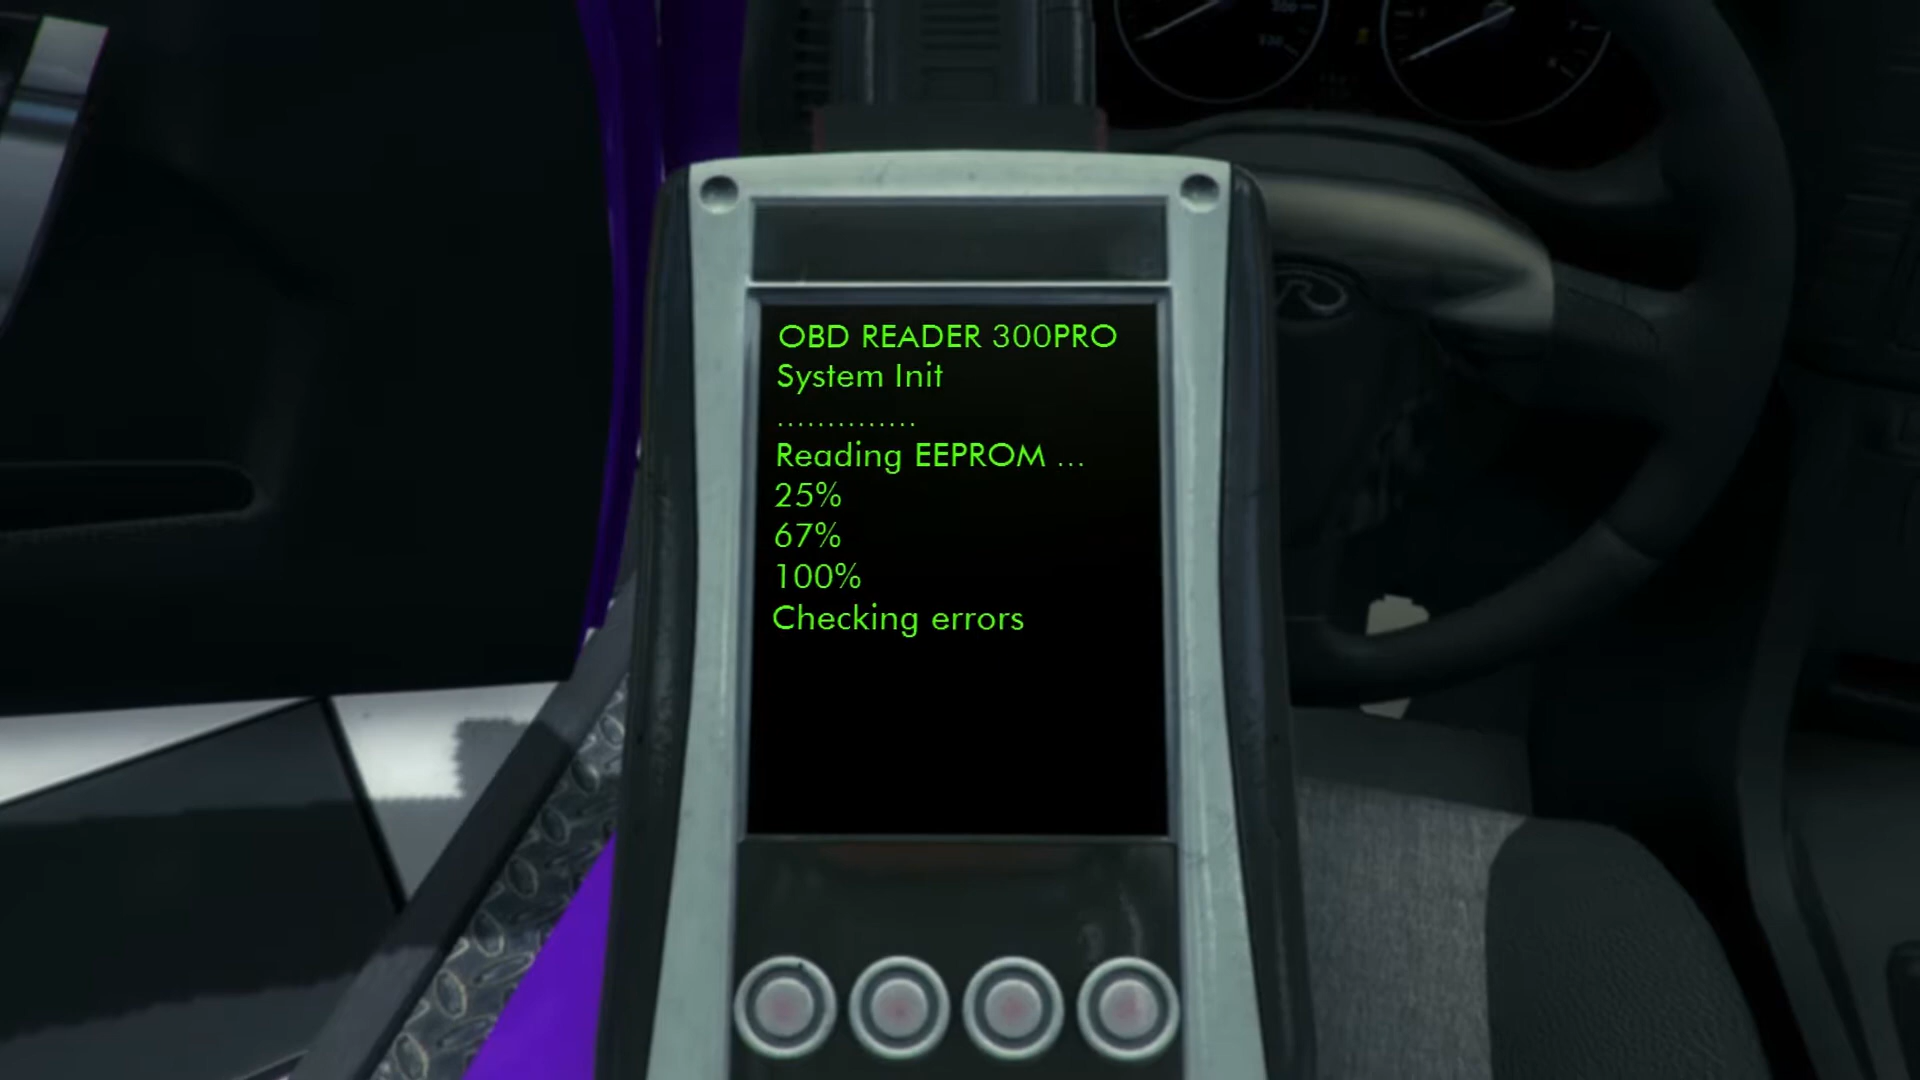 OBD READER 300PRO
System Init
..............
Reading EEPROM ...
25%
67%
100%
Checking errors